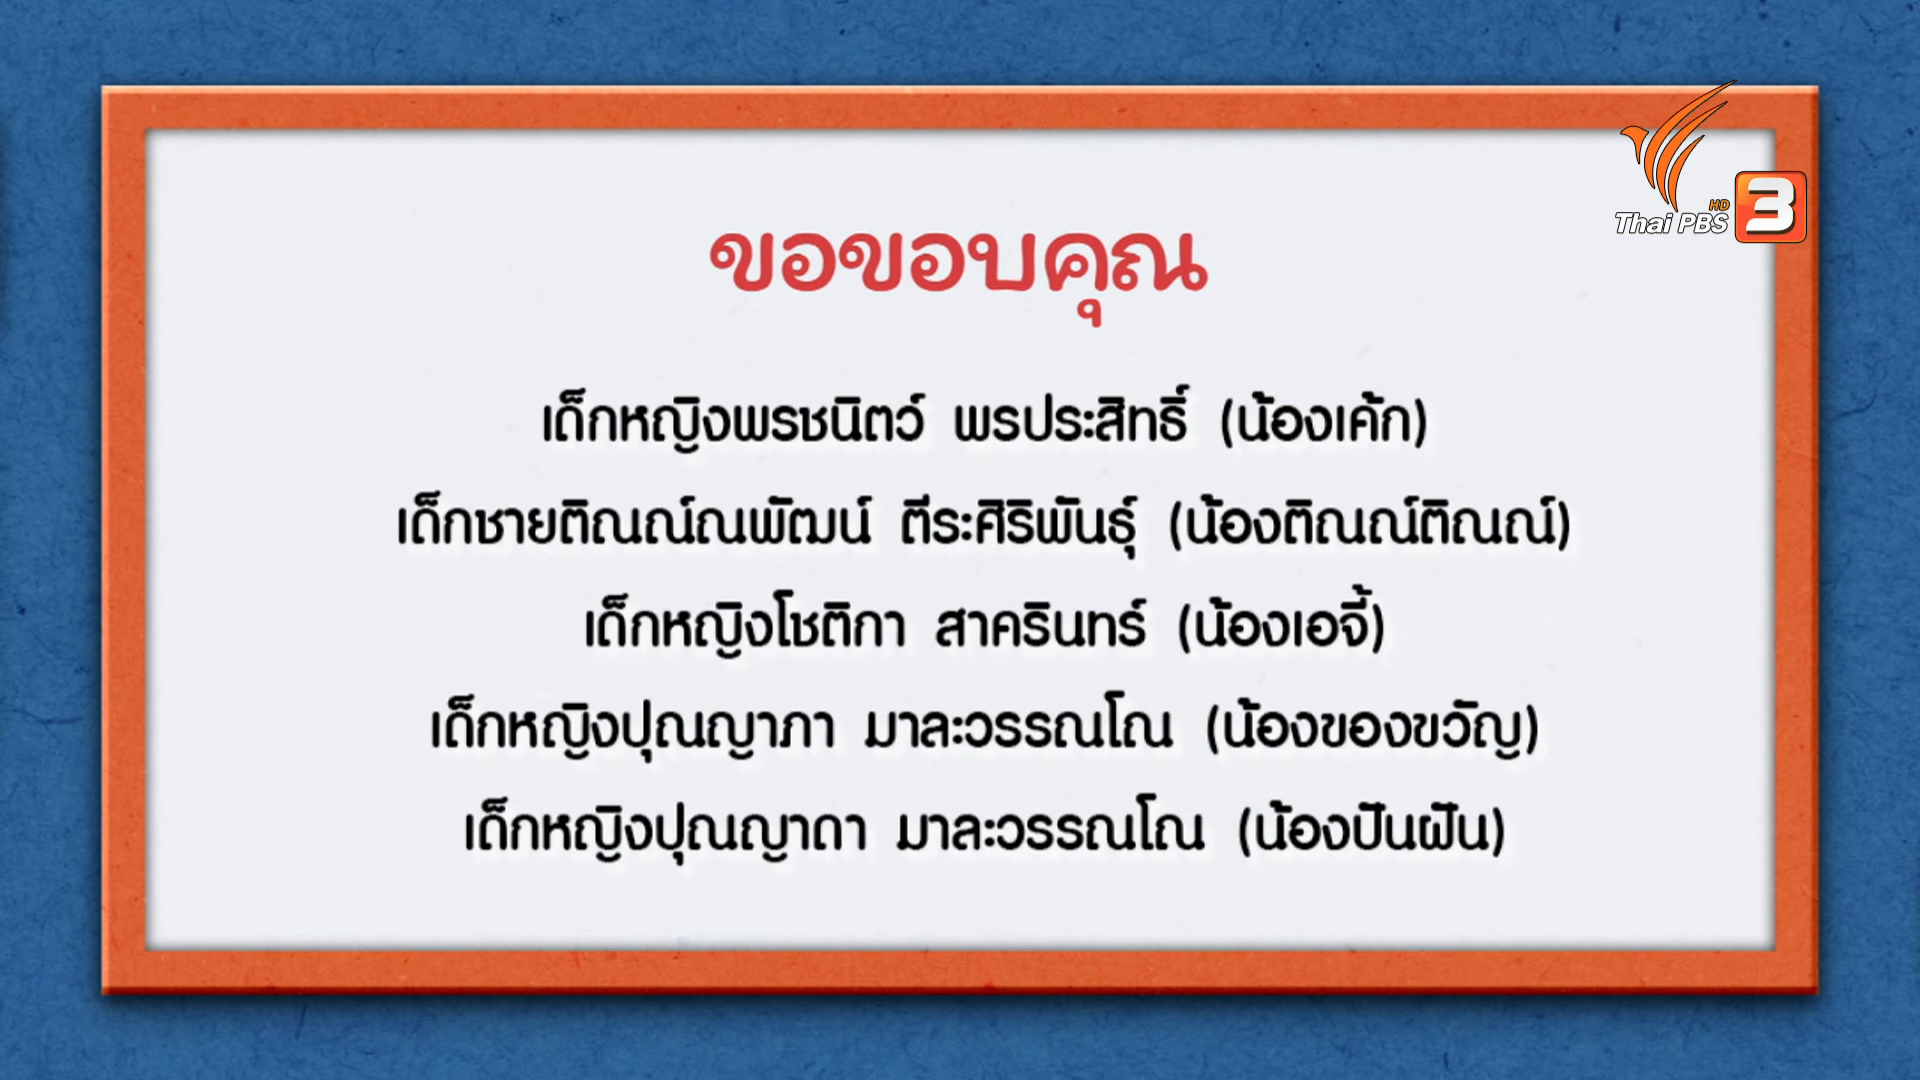 ขอขอบคุณ
เด็กหญิงพรชนิตว์ พรประสิทธิ์ (น้องเค้ก)
เด็กชายติณณ์ณพัฒน์ ตีระศิริพันธุ์ (น้องติณณ์ติณณ์)
เด็กหญิงโชติกา สาครินทร์ (น้องเอจี้)
เด็กหญิงปุณญาภา มาละวรรณโณ (น้องของขวัญ)
เด็กหญิงปุณญาดา มาละวรรณโณ (น้องปันฝัน)
Thai PBS HD 3